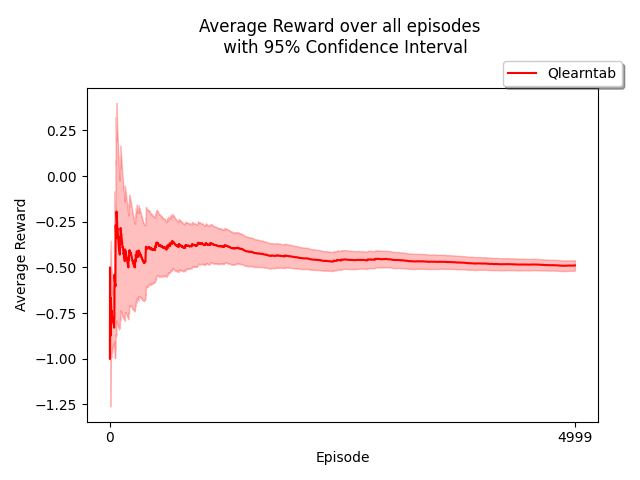 Average Reward over all episodes
with 95% Confidence Interval
Qlearntab
0.25
0.00
−0.25
−0.50
−0.75
−1.00
−1.25
Average Reward
0
4999
Episode